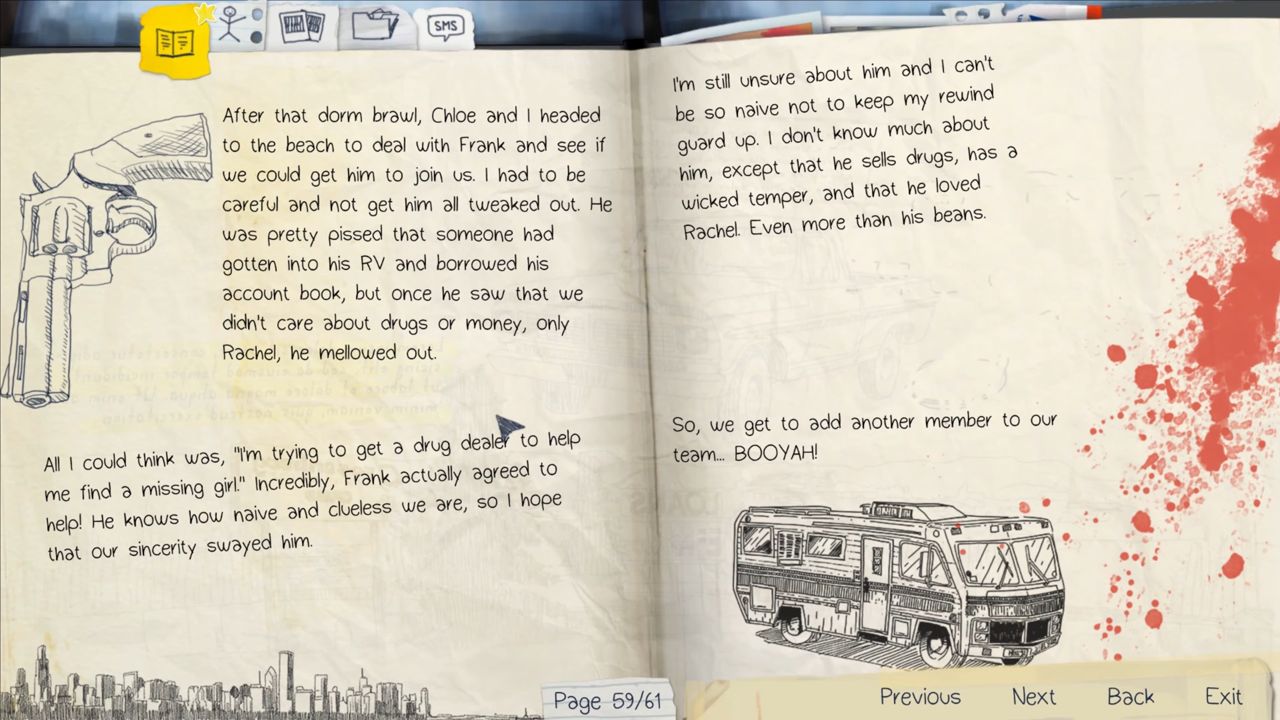 SMS
After that dorm brawl, Chloe and I headed
to the beach to deal with Frank and see if
we could get him to join us. I had to be
careful and not get him all tweaked out. He
was pretty pissed that someone had
gotten into his RV and borrowed his
account book, but once he saw that we
didn't care about drugs or money, only
Rachel, he mellowed out.
All I could think was, "I'm trying to get a drug dealer to help
me find a missing girl." Incredibly, Frank actually agreed to
help! He knows how naive and clueless we are, so I hope
that our sincerity swayed him.
I'm still unsure about him and I can't
be so naive not to keep my rewind
guard up. I don't know much about
him, except that he sells drugs, has a
wicked temper, and that he loved
Rachel. Even more than his beans.
So, we get to add another member to our
team... BOOYAH!
Page 59/61
Previous Next Back Exit